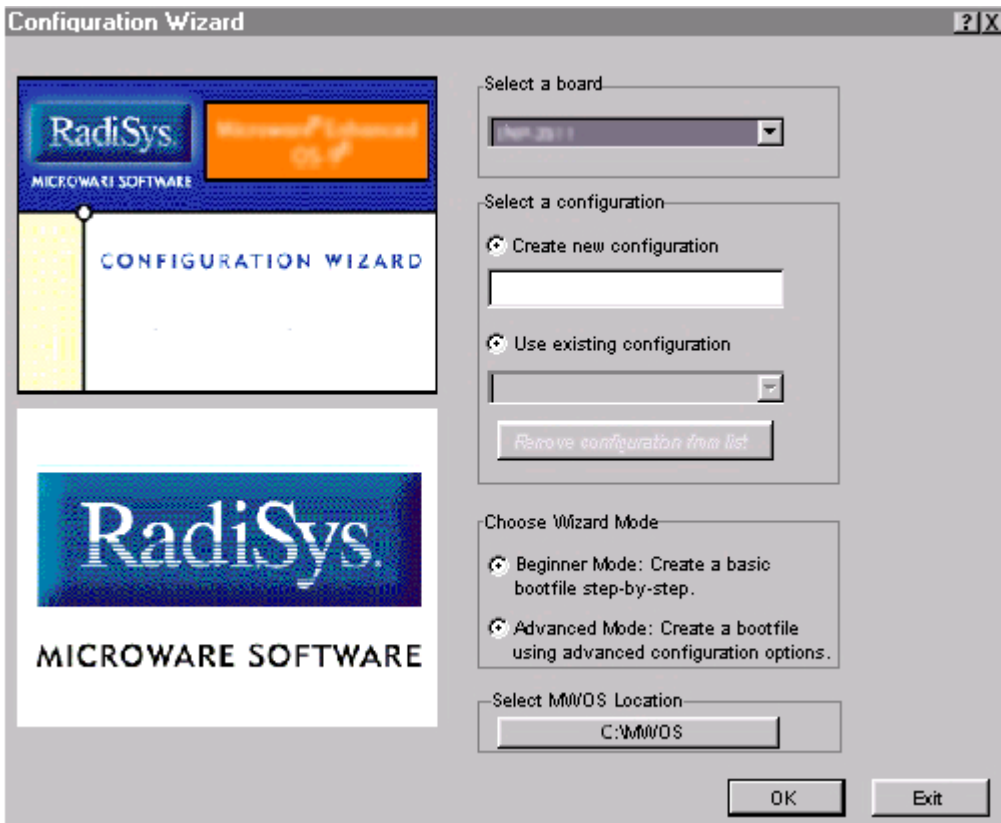 Configuration Wizard
RadiSys.
MICROWARE SOFTWARE
CONFIGURATION WIZARD
RadiSys.
MICROWARE SOFTWARE
Select a board
Select a configuration
Create new configuration
Use existing configuration
Remove configuration from list
Choose Wizard Mode
Beginner Mode: Create a basic
bootfile step-by-step.
Advanced Mode: Create a bootfile
using advanced configuration options.
Select MWOS Location
C:\MWOS
OK
Exit